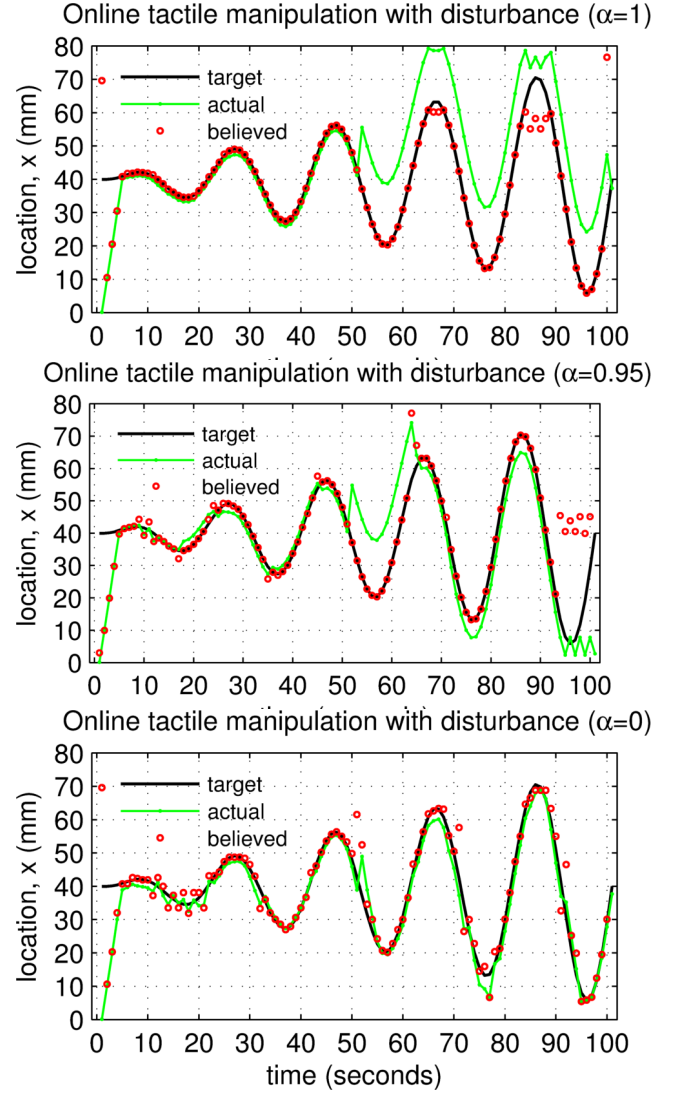 Online tactile manipulation with disturbance (α=1)
80
70
60
50
40
30
20
10
0
location, x (mm)
target
actual
believed
0 10 20 30 40 50 60 70 80 90 100
Online tactile manipulation with disturbance (α=0.95)
80
70
60
50
40
30
20
10
0
location, x (mm)
target
actual
believed
0 10 20 30 40 50 60 70 80 90 100
Online tactile manipulation with disturbance (α=0)
80
70
60
50
40
30
20
10
0
location, x (mm)
target
actual
believed
0 10 20 30 40 50 60 70 80 90 100
time (seconds)